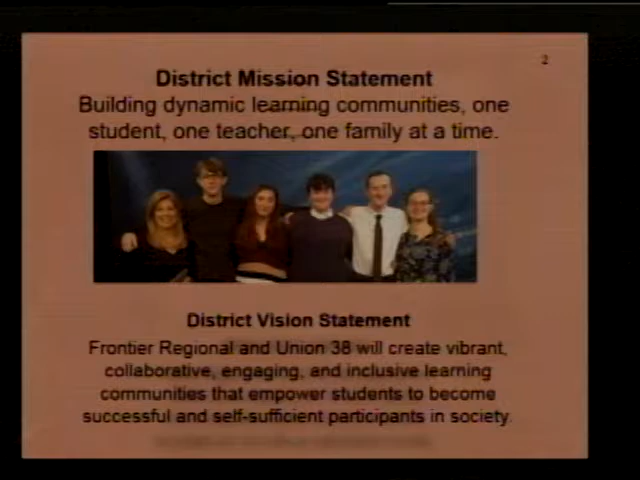 2
District Mission Statement
Building dynamic learning communities, one
student, one teacher, one family at a time.
District Vision Statement
Frontier Regional and Union 38 will create vibrant,
collaborative, engaging, and inclusive learning
communities that empower students to become
successful and self-sufficient participants in society.